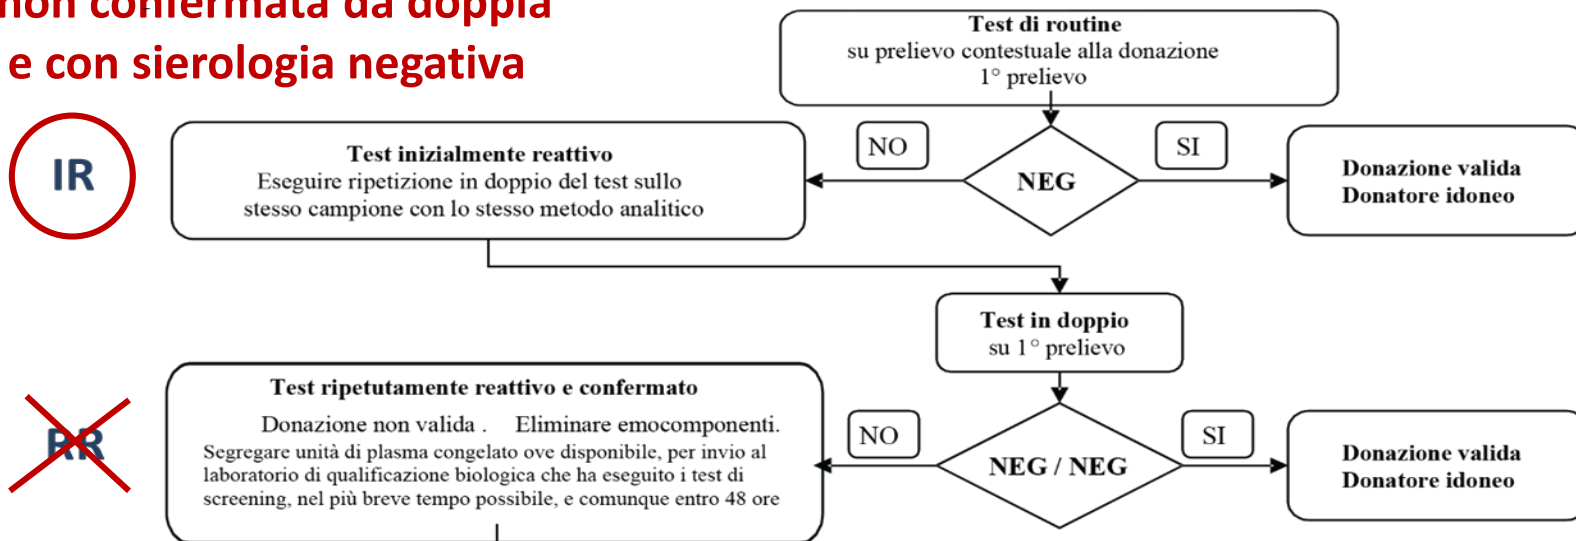 non confermata da doppia
e con sierologia negativa
Test di routine
su prelievo contestuale alla donazione
1° prelievo
IR
Test inizialmente reattivo
Eseguire ripetizione in doppio del test sullo
stesso campione con lo stesso metodo analitico
NO
NEG
SI
Donazione valida
Donatore idoneo
Test in doppio
su 1° prelievo
RR
Test ripetutamente reattivo e confermato
Donazione non valida . Eliminare emocomponenti.
Segregare unità di plasma congelato ove disponibile, per invio al
laboratorio di qualificazione biologica che ha eseguito i test di
screening, nel più breve tempo possibile, e comunque entro 48 ore
NO
NEG / NEG
SI
Donazione valida
Donatore idoneo